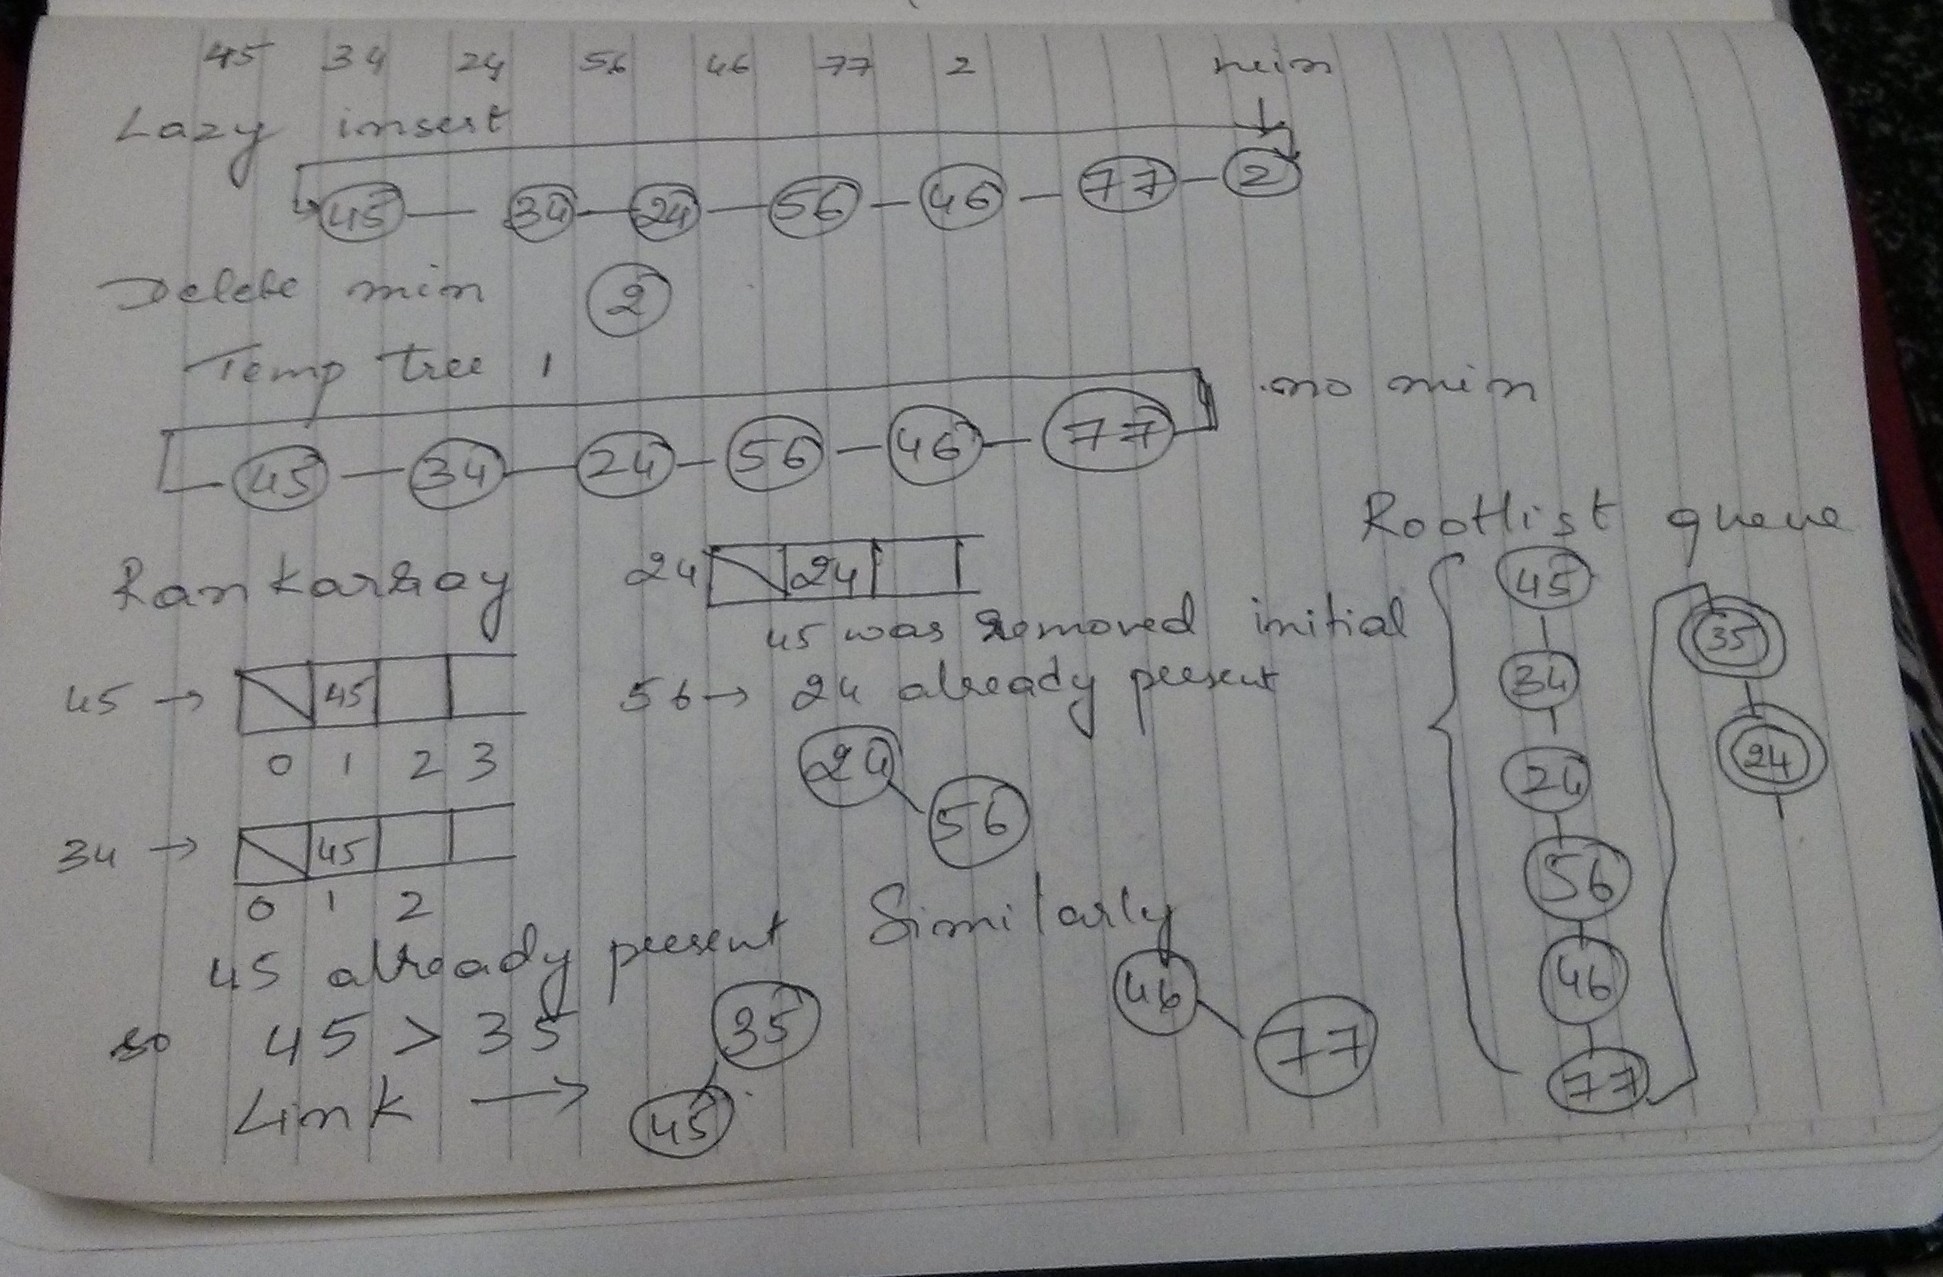 45 34 24 56 46 77 2 min
Lazy insert
45 34 24 56 46 77 2
Delete min 2
Temp tree 1
no min
45 34 24 56 46 77
Rankarray
45 → 45
0 1 2 3
34 → 45
0 1 2
45 already present
so 45 > 35
Link → 35
45
24 24
45 was removed initial
56 → 24 already present
24
56
Similarly
46
77
Rootlist queue
45
34
24
56
46
77
35
24